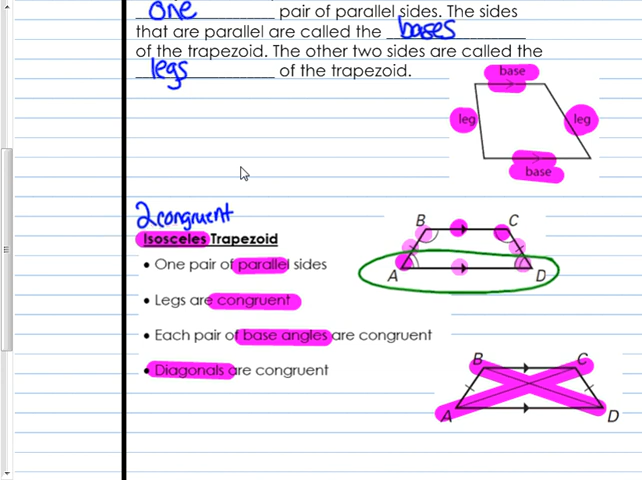 one pair of parallel sides. The sides
that are parallel are called the bases
of the trapezoid. The other two sides are called the
legs of the trapezoid.
base
leg leg
base
2 congruent
Isosceles Trapezoid
B C
• One pair of parallel sides
A D
• Legs are congruent
• Each pair of base angles are congruent
B C
• Diagonals are congruent
A D